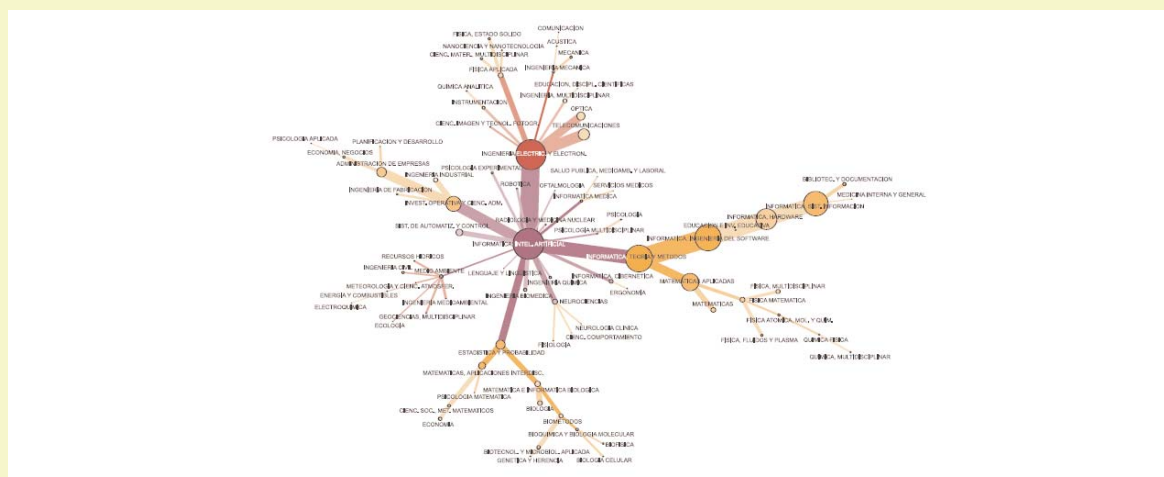 COMUNICACION
FISICA, ESTADO SOLIDO
ACUSTICA
NANOCIENCIA Y NANOTECNOLOGIA
MECANICA
CIENC. MATER., MULTIDISCIPLINAR
INGENIERIA MECANICA
FISICA APLICADA
EDUCACION, DISCIPL. CIENTIFICAS
QUIMICA ANALITICA
INGENIERIA, MULTIDISCIPLINAR
INSTRUMENTACION
OPTICA
CIENC. IMAGEN Y TECNOL. FOTOGR.
TELECOMUNICACIONES
PSICOLOGIA APLICADA
PLANIFICACION Y DESARROLLO
ECONOMIA, NEGOCIOS
INGENIERIA ELECTRIC. Y ELECTRON.
ADMINISTRACION DE EMPRESAS
PSICOLOGIA EXPERIMENTAL
SALUD PUBLICA, MEDIOAMB. Y LABORAL
INGENIERIA INDUSTRIAL
BIBLIOTEC. Y DOCUMENTACION
INGENIERIA DE FABRICACION
ROBOTICA
OFTALMOLOGIA
SERVICIOS MEDICOS
MEDICINA INTERNA Y GENERAL
INFORMATICA MEDICA
INVEST. OPERATIVA Y CIENC. ADM.
INFORMATICA, SIST. INFORMACION
RADIOLOGIA Y MEDICINA NUCLEAR
PSICOLOGIA
INFORMATICA, HARDWARE
SIST. DE AUTOMATIZ. Y CONTROL
PSICOLOGIA MULTIDISCIPLINAR
EDUCACION E INV. EDUCATIVA
INFORMATICA, INTEL. ARTIFICIAL
INFORMATICA, INGENIERIA DEL SOFTWARE
RECURSOS HIDRICOS
INFORMATICA, TEORIA Y METODOS
INGENIERIA CIVIL
MEDIO AMBIENTE
LENGUAJE Y LINGUISTICA
INFORMATICA, CIBERNETICA
INGENIERIA QUIMICA
MATEMATICAS APLICADAS
METEOROLOGIA Y CIENC. ATMOSFER.
ERGONOMIA
FISICA, MULTIDISCIPLINAR
ENERGIA Y COMBUSTIBLES
INGENIERIA BIOMEDICA
INGENIERIA MEDIOAMBIENTAL
NEUROCIENCIAS
MATEMATICAS
FISICA MATEMATICA
ELECTROQUIMICA
GEOCIENCIAS, MULTIDISCIPLINAR
FISICA ATOMICA, MOL. Y QUIM.
ECOLOGIA
NEUROLOGIA CLINICA
CIENC. COMPORTAMIENTO
FISICA, FLUIDOS Y PLASMA
QUIMICA FISICA
FISIOLOGIA
ESTADISTICA Y PROBABILIDAD
QUIMICA, MULTIDISCIPLINAR
MATEMATICAS, APLICACIONES INTERDISC.
MATEMATICA E INFORMATICA BIOLOGICA
PSICOLOGIA MATEMATICA
BIOLOGIA
CIENC. SOC., MET. MATEMATICOS
BIOMETODOS
ECONOMIA
BIOQUIMICA Y BIOLOGIA MOLECULAR
BIOFISICA
BIOTECNOL. Y MICROBIOL. APLICADA
GENETICA Y HERENCIA
BIOLOGIA CELULAR